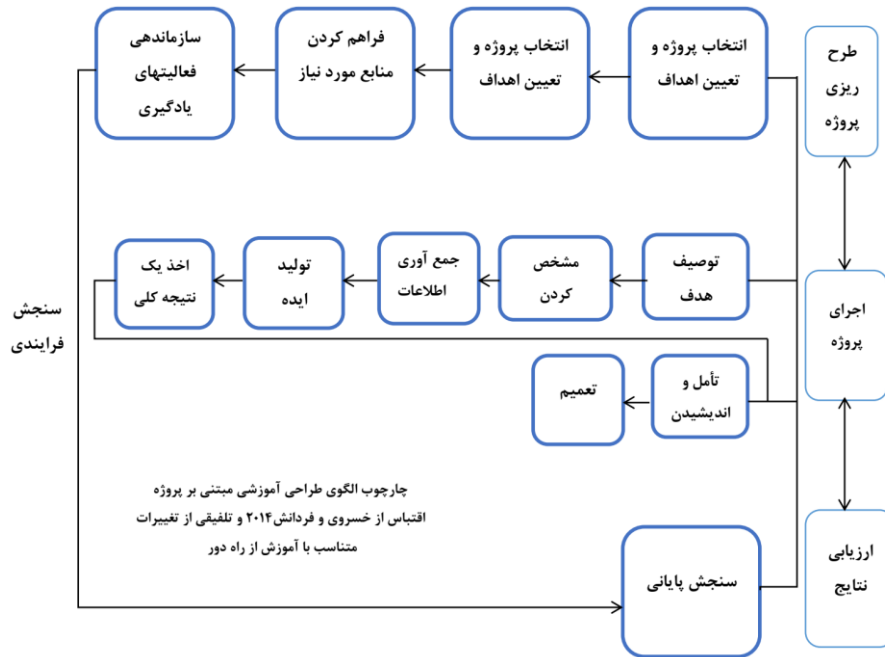 طرح
ریزی
پروژه
انتخاب پروژه و
تعیین اهداف
انتخاب پروژه و
تعیین اهداف
فراهم کردن
منابع مورد نیاز
سازماندهی
فعالیتهای
یادگیری
اجرای
پروژه
توصیف
هدف
مشخص
کردن
جمع آوری
اطلاعات
تولید
ایده
اخذ یک
نتیجه کلی
سنجش
فرایندی
تأمل و
اندیشیدن
تعمیم
ارزیابی
نتایج
سنجش پایانی
چارچوب الگوی طراحی آموزشی مبتنی بر پروژه
اقتباس از خسروی و فردانش۲۰۱۴ و تلفیقی از تغییرات
متناسب با آموزش از راه دور